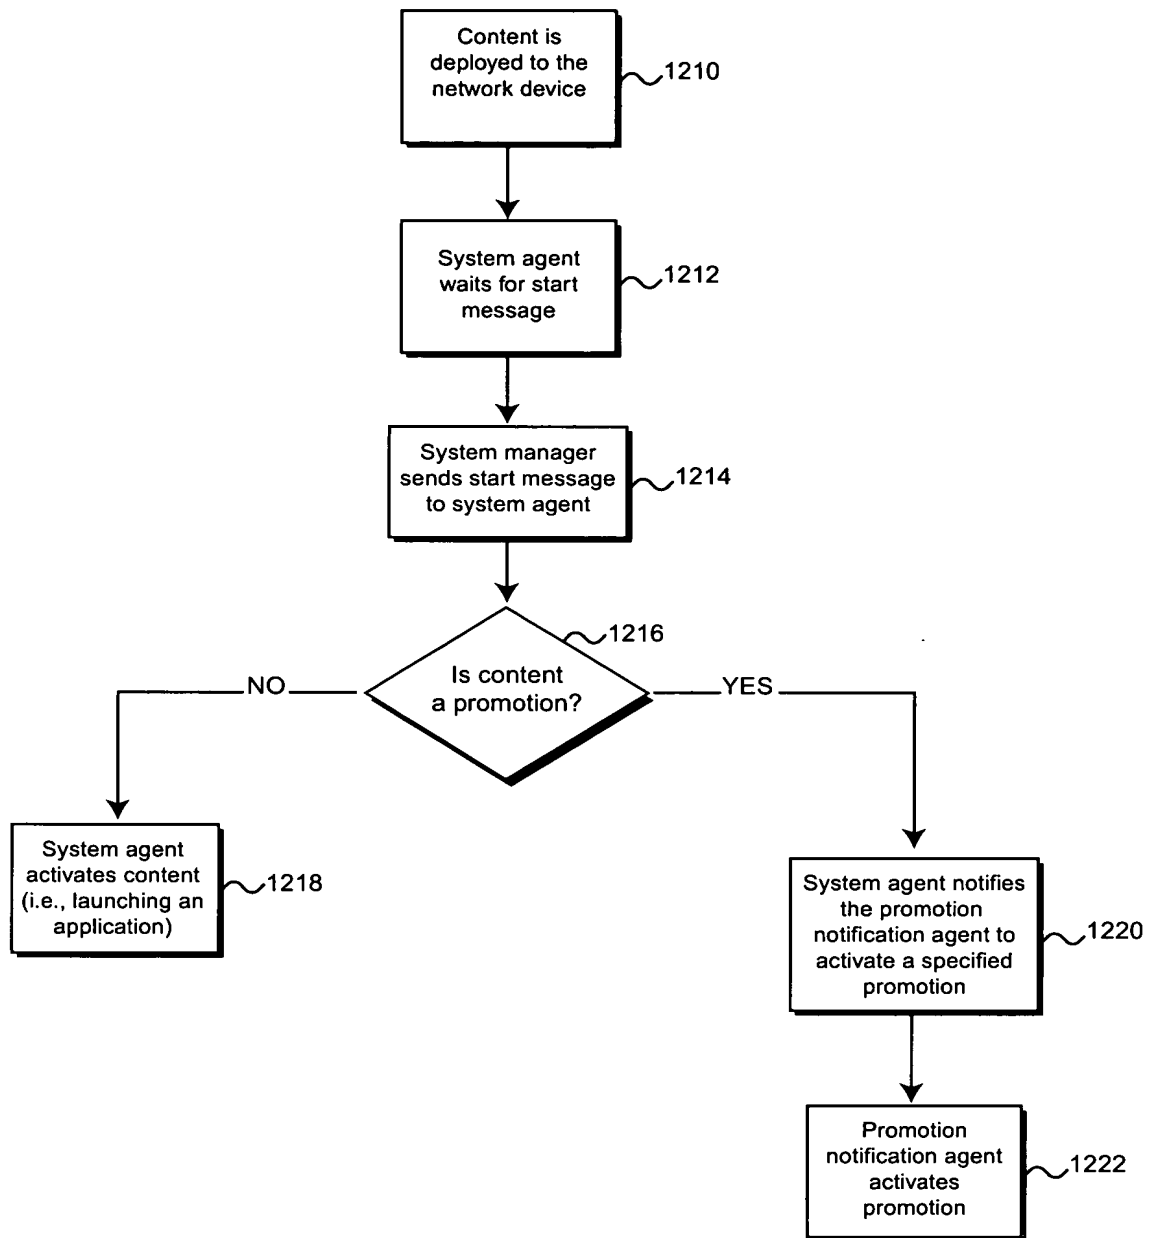 Content is
deployed to the
network device
1210
System agent
waits for start
message
1212
System manager
sends start message
to system agent
1214
1216
Is content
a promotion?
NO
YES
System agent
activates content
(i.e., launching an
application)
1218
System agent notifies
the promotion
notification agent to
activate a specified
promotion
1220
Promotion
notification agent
activates
promotion
1222